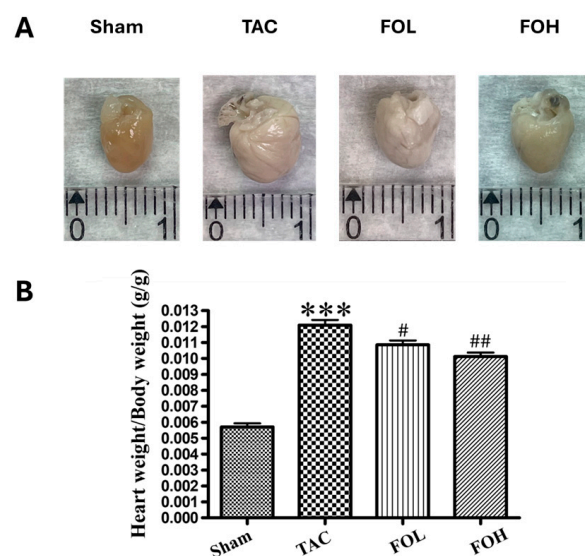 A
Sham TAC FOL FOH
0 1 0 1 0 1 0 1
B
Heart weight/Body weight (g/g)
0.013
0.012
0.011
0.010
0.009
0.008
0.007
0.006
0.005
0.004
0.003
0.002
0.001
0.000
*** # ##
Sham TAC FOL FOH